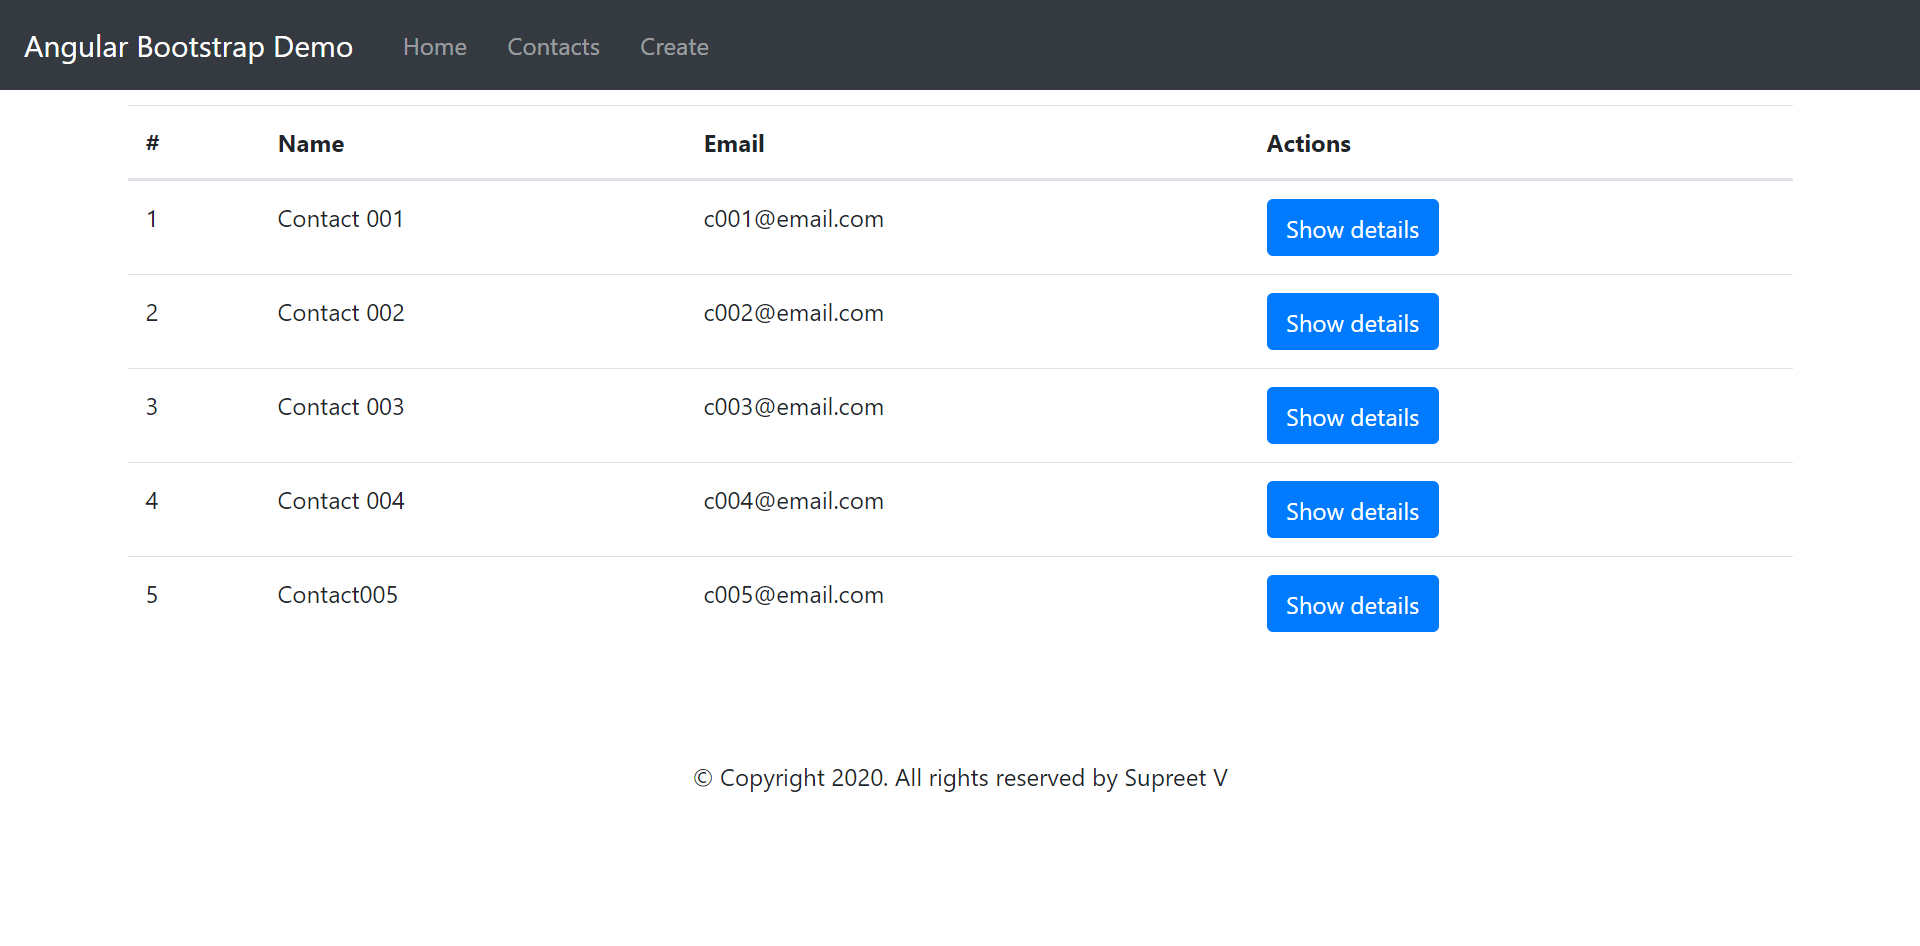 Angular Bootstrap Demo Home Contacts Create
# Name Email Actions
1 Contact 001 c001@email.com Show details
2 Contact 002 c002@email.com Show details
3 Contact 003 c003@email.com Show details
4 Contact 004 c004@email.com Show details
5 Contact005 c005@email.com Show details
© Copyright 2020. All rights reserved by Supreet V